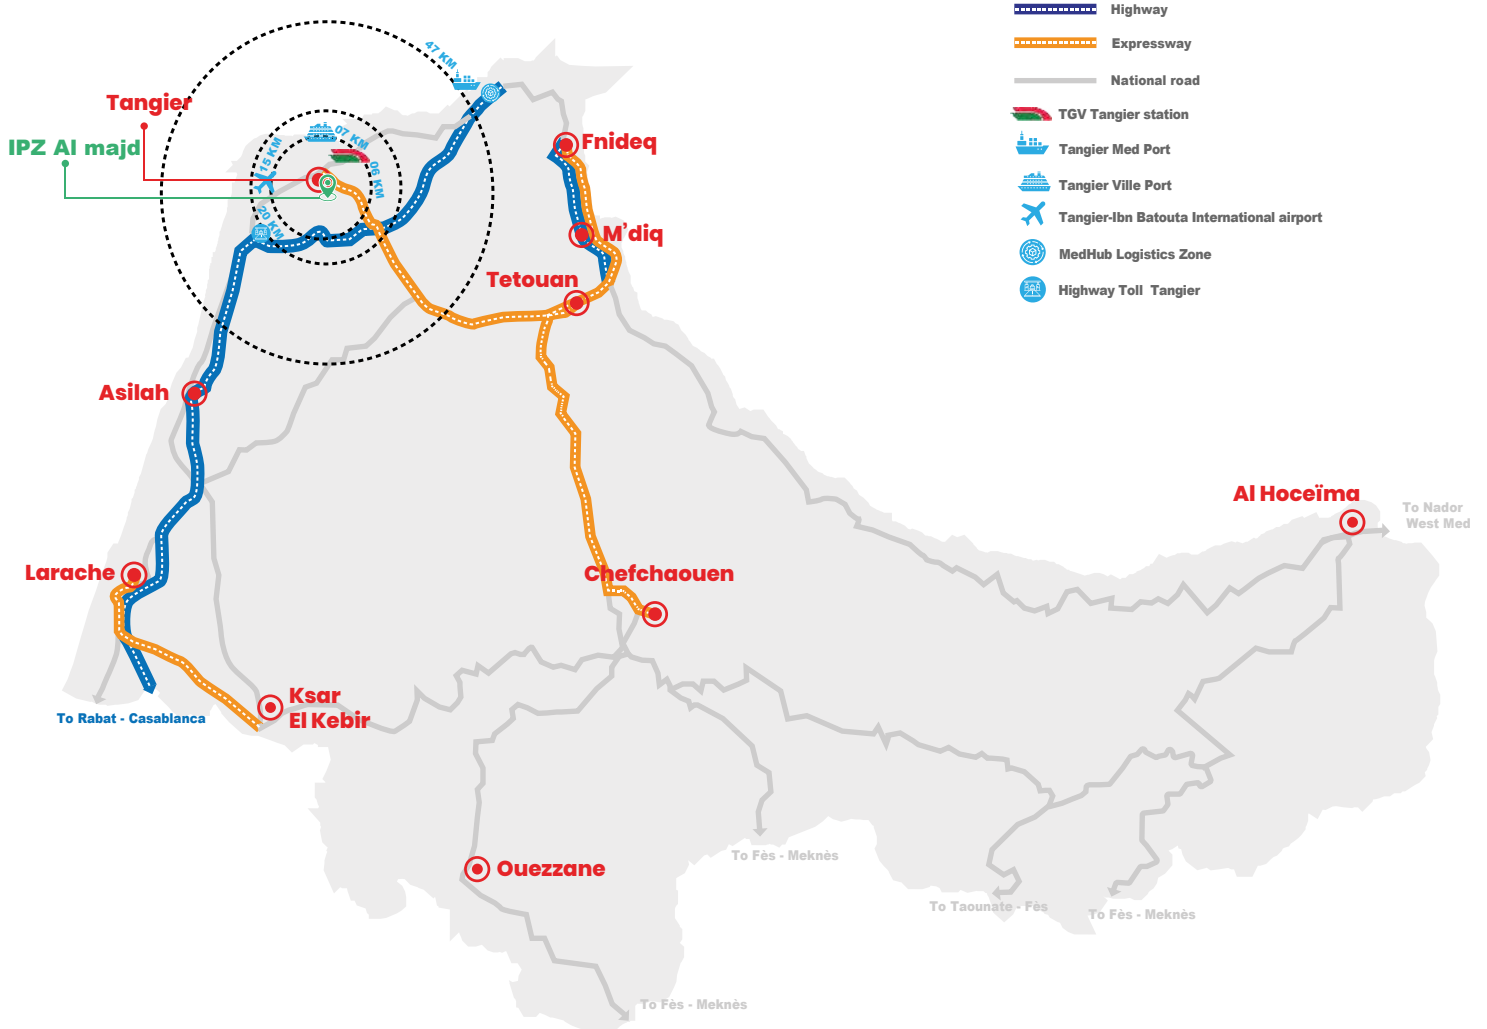 Highway
Expressway
National road
TGV Tangier station
Tangier Med Port
Tangier Ville Port
Tangier-Ibn Batouta International airport
MedHub Logistics Zone
Highway Toll Tangier
47 KM
Tangier
IPZ Al majd
07 KM
15 KM
06 KM
20 KM
Fnideq
M'diq
Tetouan
Asilah
Al Hoceïma
To Nador
West Med
Larache
Chefchaouen
Ksar
El Kebir
To Rabat - Casablanca
Ouezzane
To Fès - Meknès
To Taounate - Fès
To Fès - Meknès
To Fès - Meknès